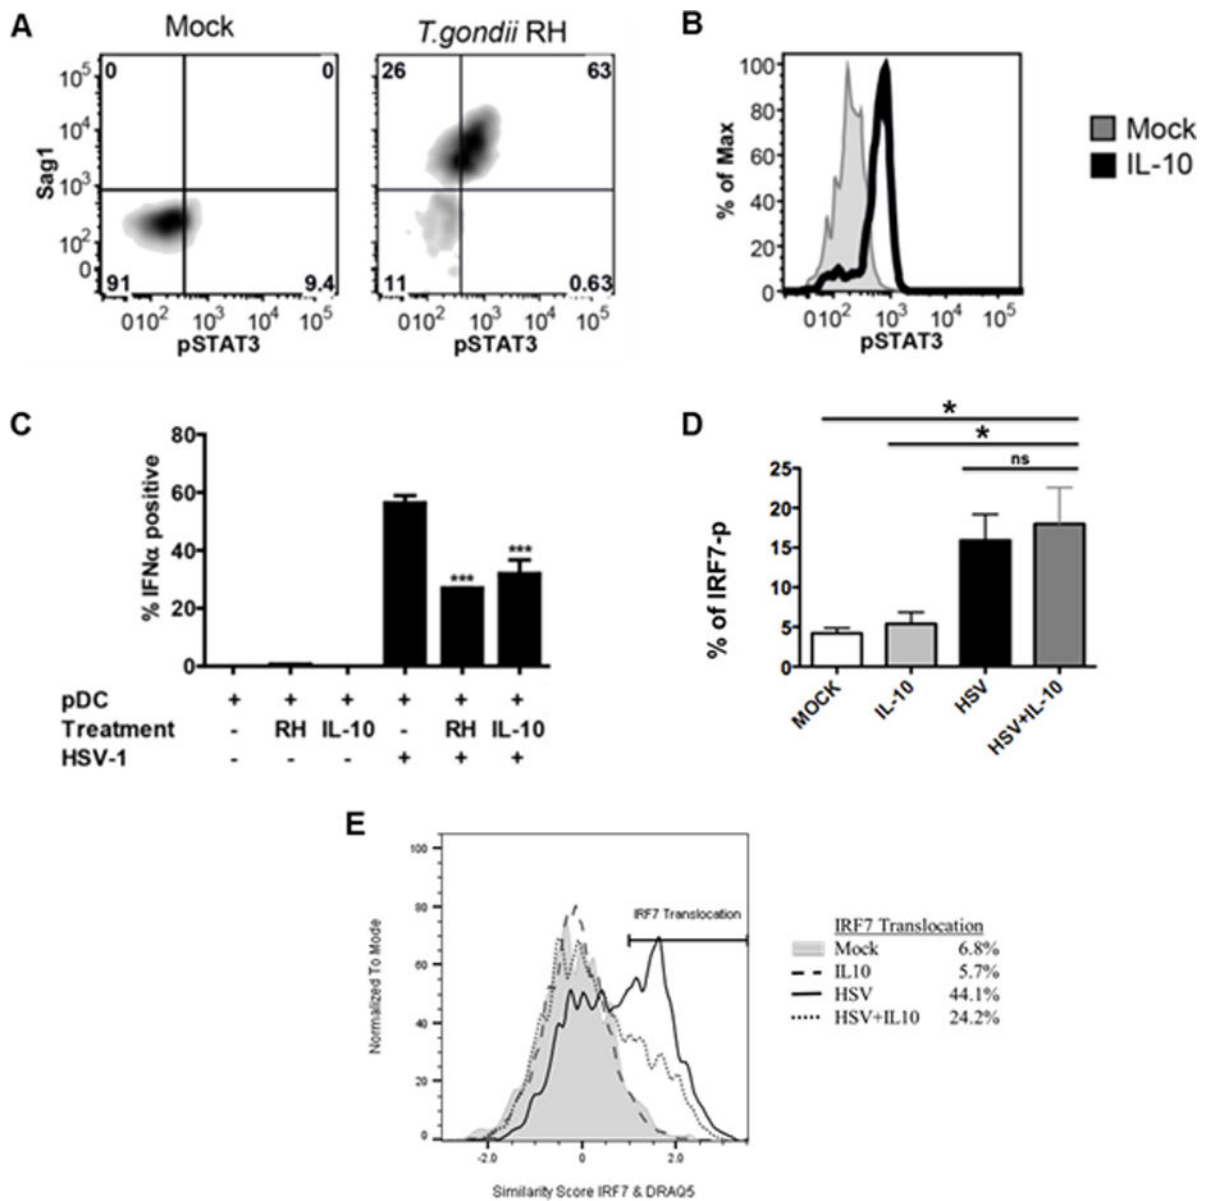 A
Mock
T.gondii RH
Sag1
10^5
10^4
10^3
10^2
0
0
0
91
9.4
26
63
11
0.63
010^2 10^3 10^4 10^5
pSTAT3
010^2 10^3 10^4 10^5
pSTAT3
B
% of Max
100
80
60
40
20
0
010^2 10^3 10^4 10^5
pSTAT3
Mock
IL-10
C
% IFNα positive
80
60
40
20
0
***
***
pDC + + + + + +
Treatment - RH IL-10 - RH IL-10
HSV-1 - - - + + +
D
*
*
ns
% of IRF7-p
25
20
15
10
5
0
MOCK
IL-10
HSV
HSV+IL-10
E
Normalized To Mode
100
80
60
40
20
0
IRF7 Translocation
-2.0 0 2.0
Similarity Score IRF7 & DRAQ5
IRF7 Translocation
Mock 6.8%
IL10 5.7%
HSV 44.1%
HSV+IL10 24.2%